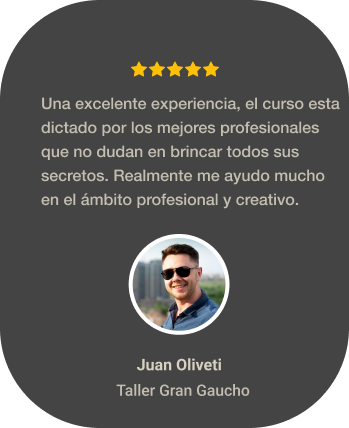 Una excelente experiencia, el curso esta
dictado por los mejores profesionales
que no dudan en brincar todos sus
secretos. Realmente me ayudo mucho
en el ámbito profesional y creativo.
Juan Oliveti
Taller Gran Gaucho